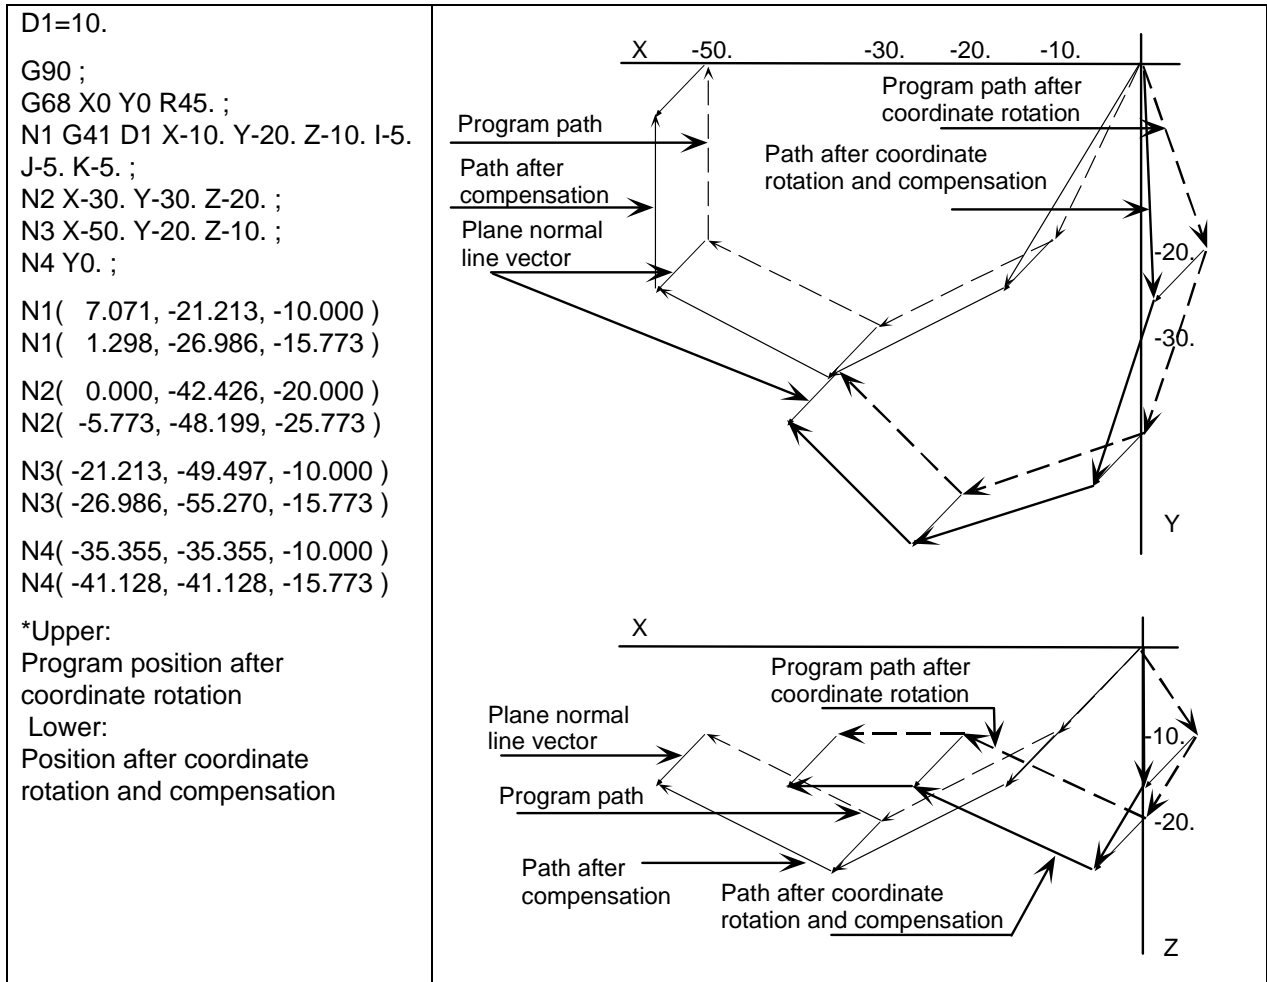 D1=10.
G90 ;
G68 X0 Y0 R45. ;
N1 G41 D1 X-10. Y-20. Z-10. I-5.
J-5. K-5. ;
N2 X-30. Y-30. Z-20. ;
N3 X-50. Y-20. Z-10. ;
N4 Y0. ;
N1( 7.071, -21.213, -10.000 )
N1( 1.298, -26.986, -15.773 )
N2( 0.000, -42.426, -20.000 )
N2( -5.773, -48.199, -25.773 )
N3( -21.213, -49.497, -10.000 )
N3( -26.986, -55.270, -15.773 )
N4( -35.355, -35.355, -10.000 )
N4( -41.128, -41.128, -15.773 )
*Upper:
Program position after
coordinate rotation
Lower:
Position after coordinate
rotation and compensation
X -50. -30. -20. -10.
Program path after
coordinate rotation
Program path
Path after coordinate
rotation and compensation
Path after
compensation
Plane normal
line vector
-20.
-30.
Y
X
Program path after
coordinate rotation
Plane normal
line vector
-10.
Program path
-20.
Path after
compensation
Path after coordinate
rotation and compensation
Z